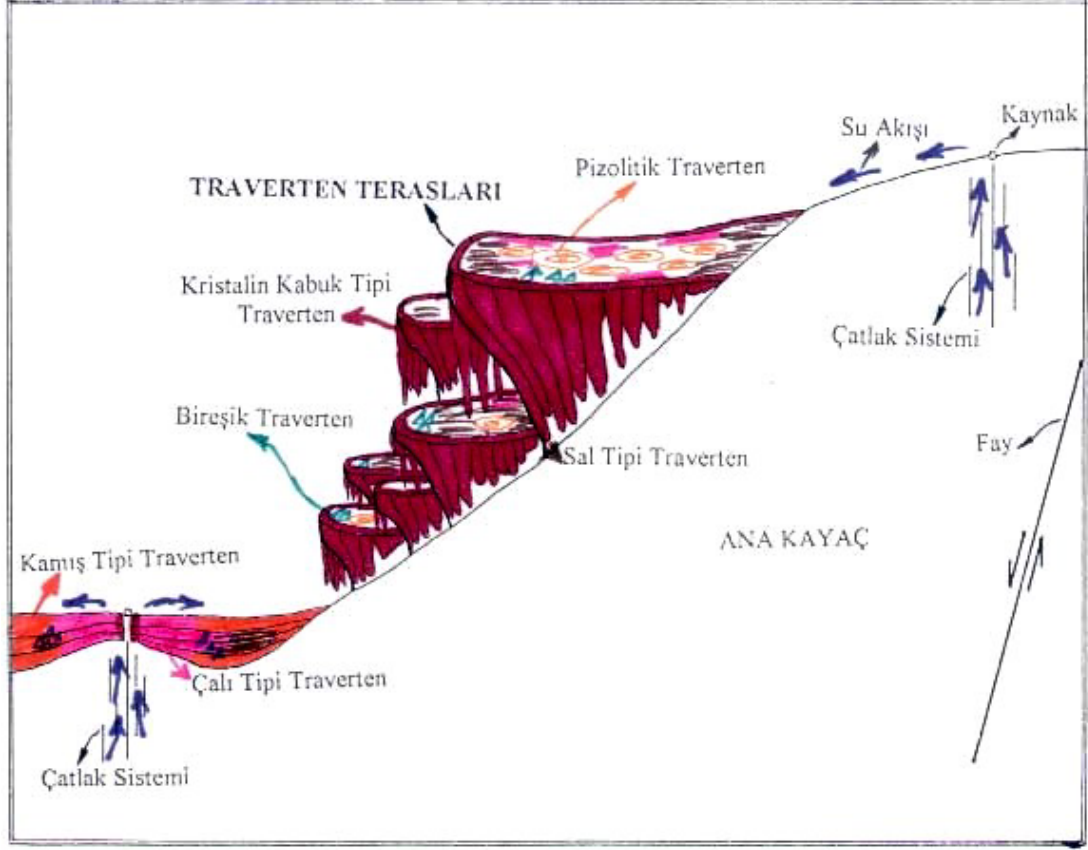 Kaynak
Su Akışı
Pizolitik Traverten
TRAVERTEN TERASLARI
Kristalin Kabuk Tipi
Traverten
Çatlak Sistemi
Bireşik Traverten
Sal Tipi Traverten
Fay
ANA KAYAÇ
Kamış Tipi Traverten
Çalı Tipi Traverten
Çatlak Sistemi